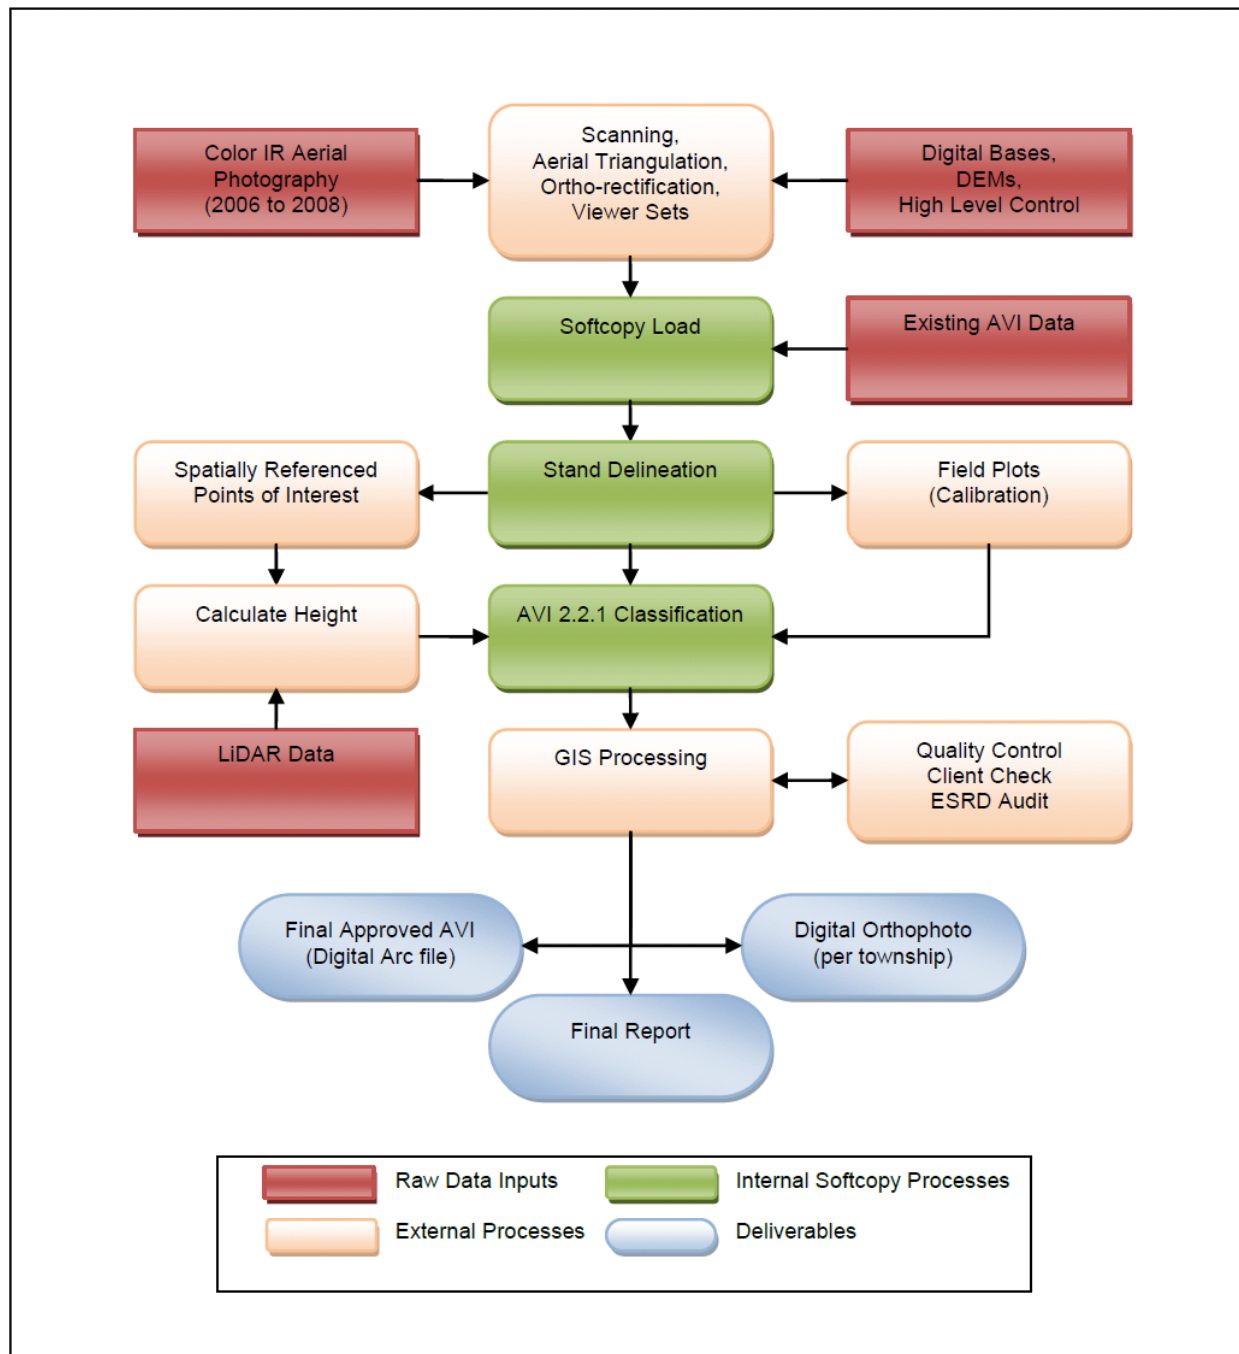 Color IR Aerial
Photography
(2006 to 2008)
Scanning,
Aerial Triangulation,
Ortho-rectification,
Viewer Sets
Digital Bases,
DEMs,
High Level Control
Softcopy Load
Existing AVI Data
Spatially Referenced
Points of Interest
Stand Delineation
Field Plots
(Calibration)
Calculate Height
AVI 2.2.1 Classification
LiDAR Data
GIS Processing
Quality Control
Client Check
ESRD Audit
Final Approved AVI
(Digital Arc file)
Digital Orthophoto
(per township)
Final Report
Raw Data Inputs
Internal Softcopy Processes
External Processes
Deliverables